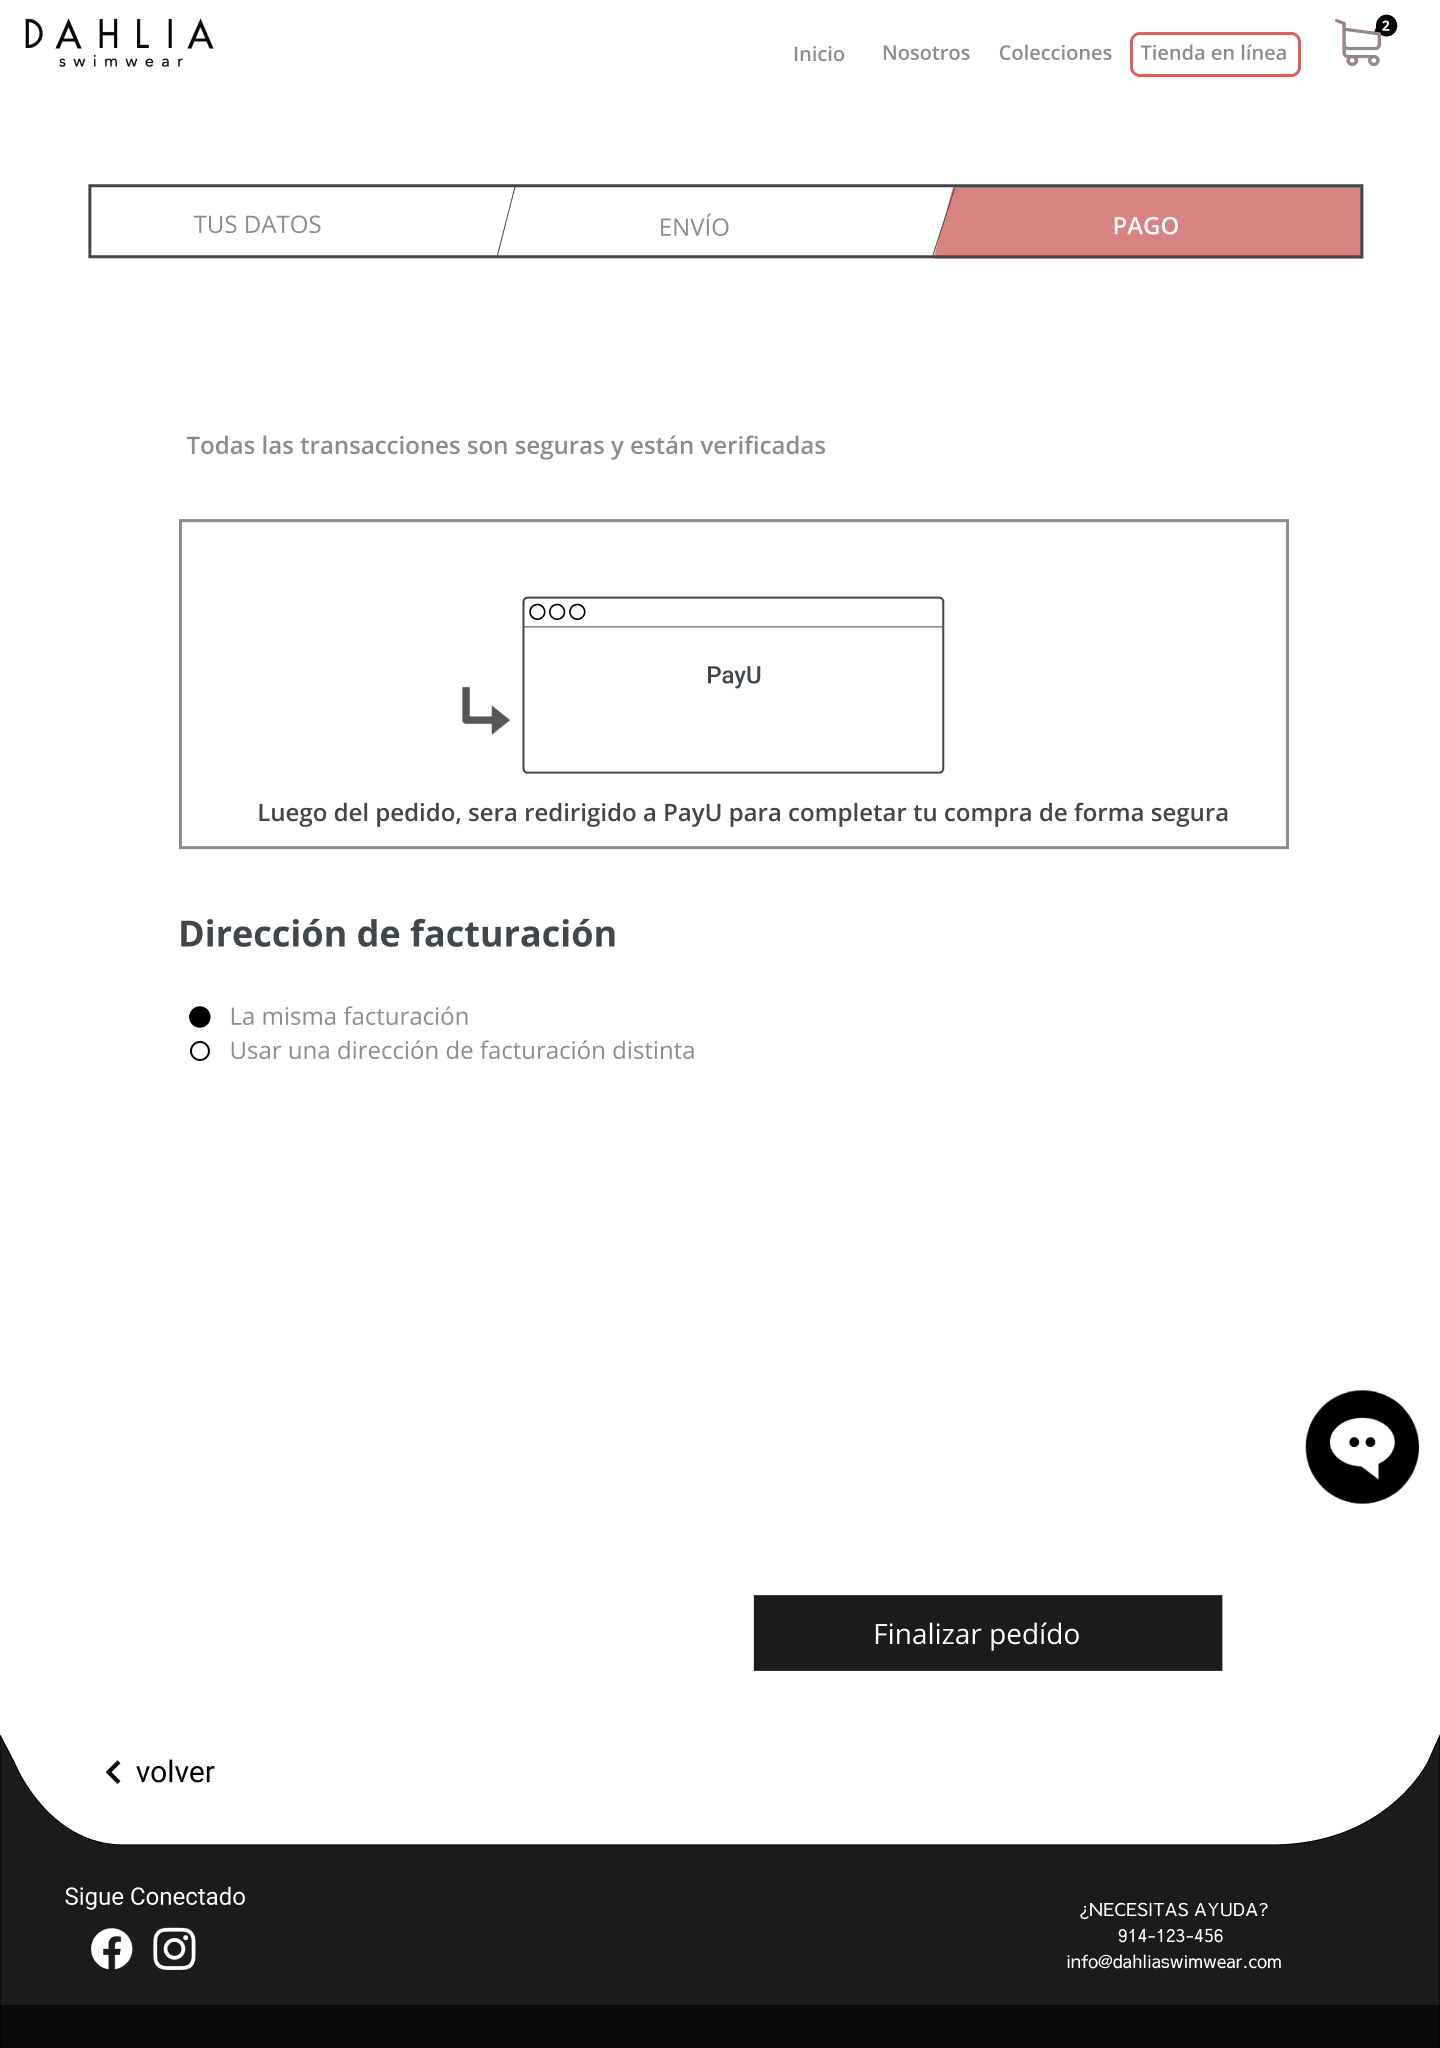 DAHLIA
swimwear
Inicio
Nosotros
Colecciones
Tienda en línea
2
TUS DATOS
ENVÍO
PAGO
Todas las transacciones son seguras y están verificadas
PayU
Luego del pedido, sera redirigido a PayU para completar tu compra de forma segura
Dirección de facturación
La misma facturación
Usar una dirección de facturación distinta
Finalizar pedído
volver
Sigue Conectado
¿NECESITAS AYUDA?
914-123-456
info@dahliaswimwear.com